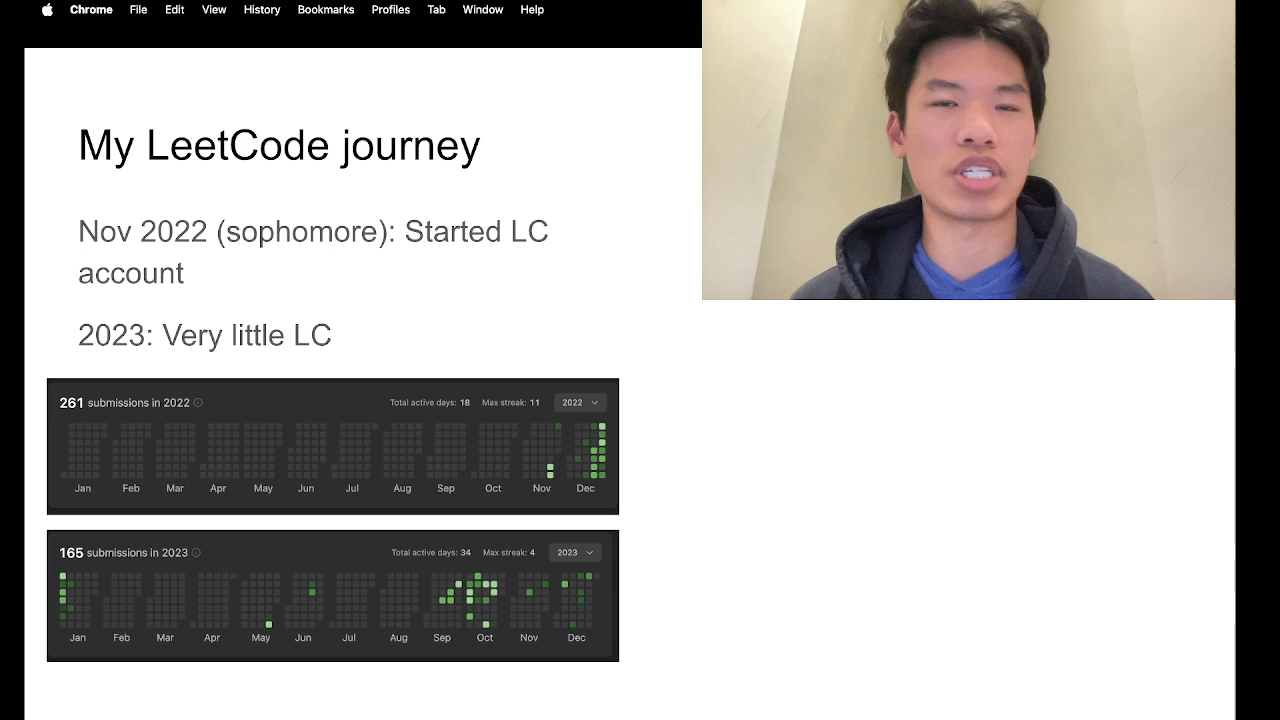 Chrome File Edit View History Bookmarks Profiles Tab Window Help
My LeetCode journey
Nov 2022 (sophomore): Started LC
account
2023: Very little LC
261 submissions in 2022 Total active days: 18 Max streak: 11 2022
Jan Feb Mar Apr May Jun Jul Aug Sep Oct Nov Dec
165 submissions in 2023 Total active days: 34 Max streak: 4 2023
Jan Feb Mar Apr May Jun Jul Aug Sep Oct Nov Dec